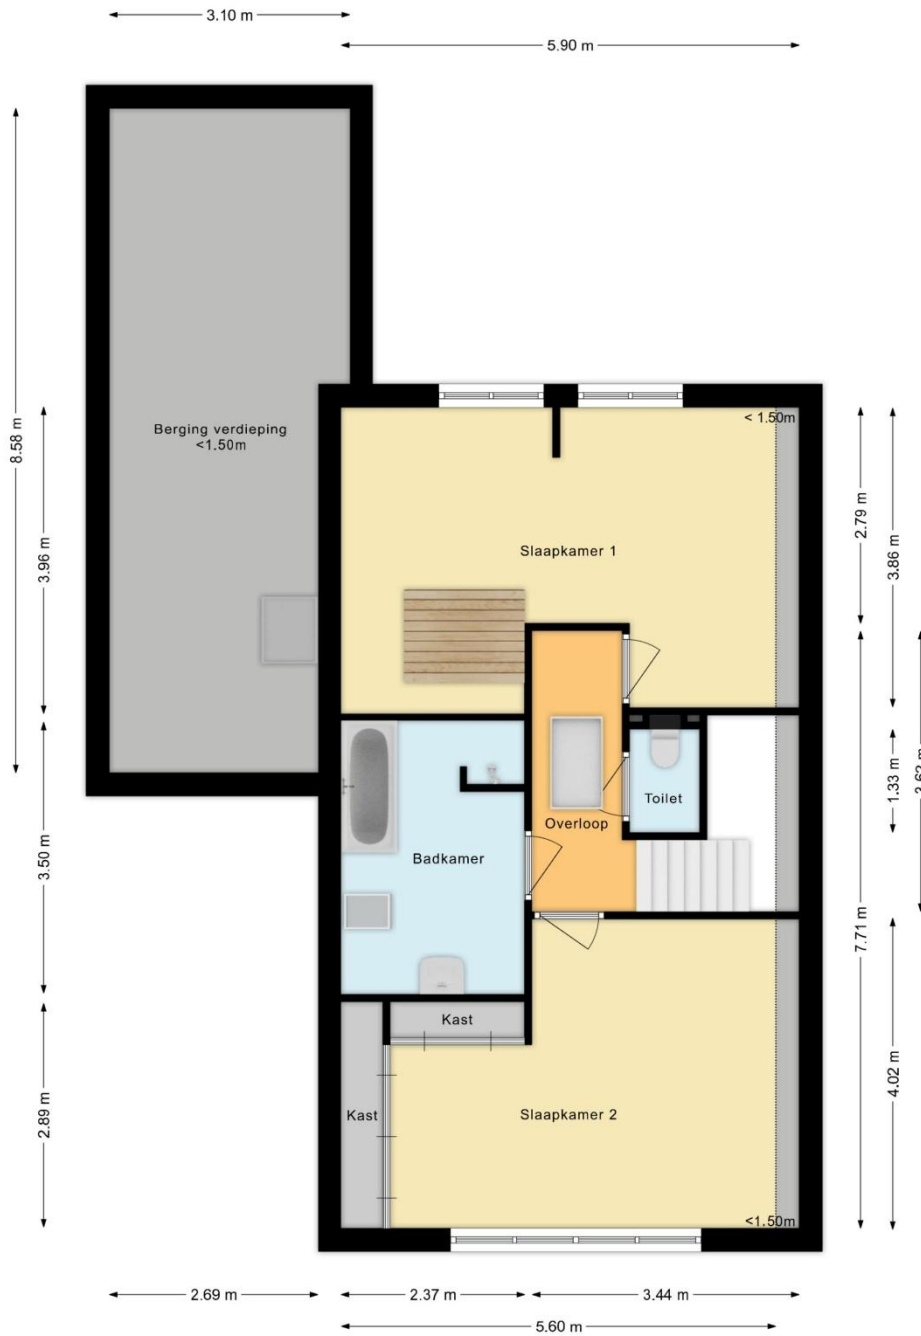 3.10 m
5.90 m
8.58 m
3.96 m
3.50 m
2.89 m
Berging verdieping
<1.50m
< 1.50m
Slaapkamer 1
2.79 m
3.86 m
Toilet
1.33 m
3.62 m
Overloop
Badkamer
7.71 m
Kast
Kast
Slaapkamer 2
4.02 m
<1.50m
2.69 m
2.37 m
3.44 m
5.60 m